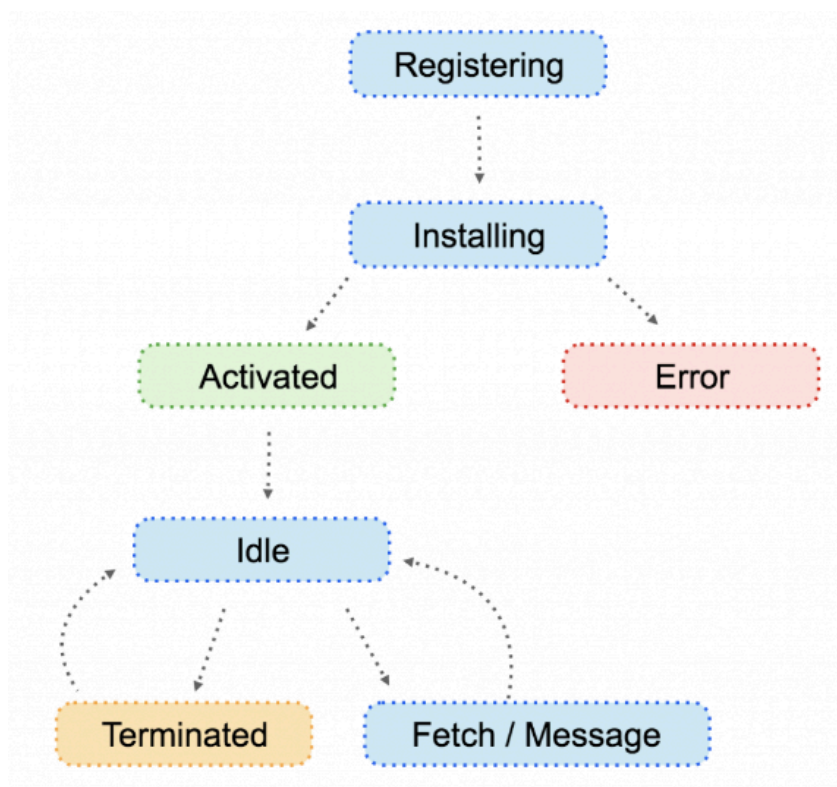 Registering
Installing
Activated
Error
Idle
Terminated
Fetch / Message